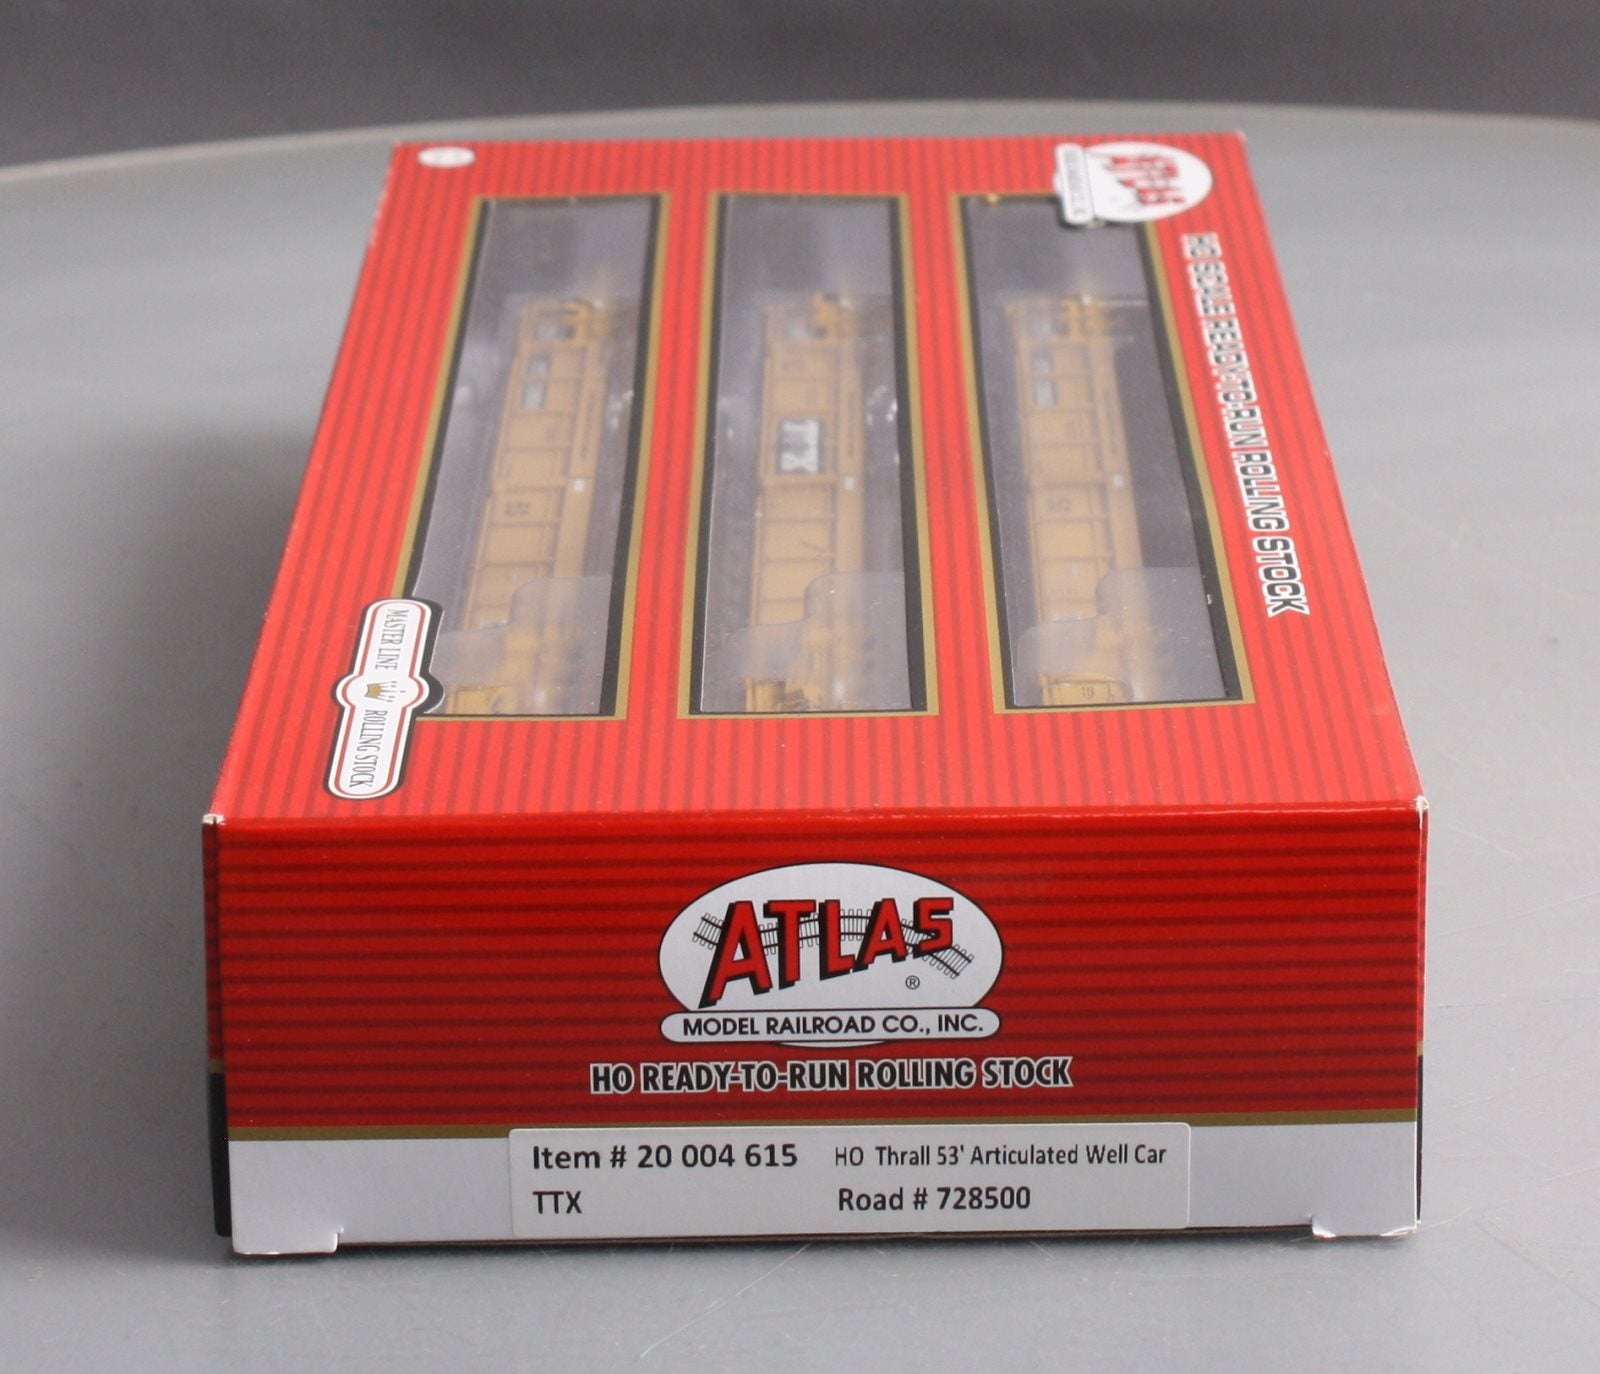 HO SCALE READY-TO-RUN ROLLING STOCK
TTX
MASTER LINE ROLLING STOCK
ATLAS ®
MODEL RAILROAD CO., INC.
HO READY-TO-RUN ROLLING STOCK
Item # 20 004 615 HO Thrall 53' Articulated Well Car
TTX Road # 728500